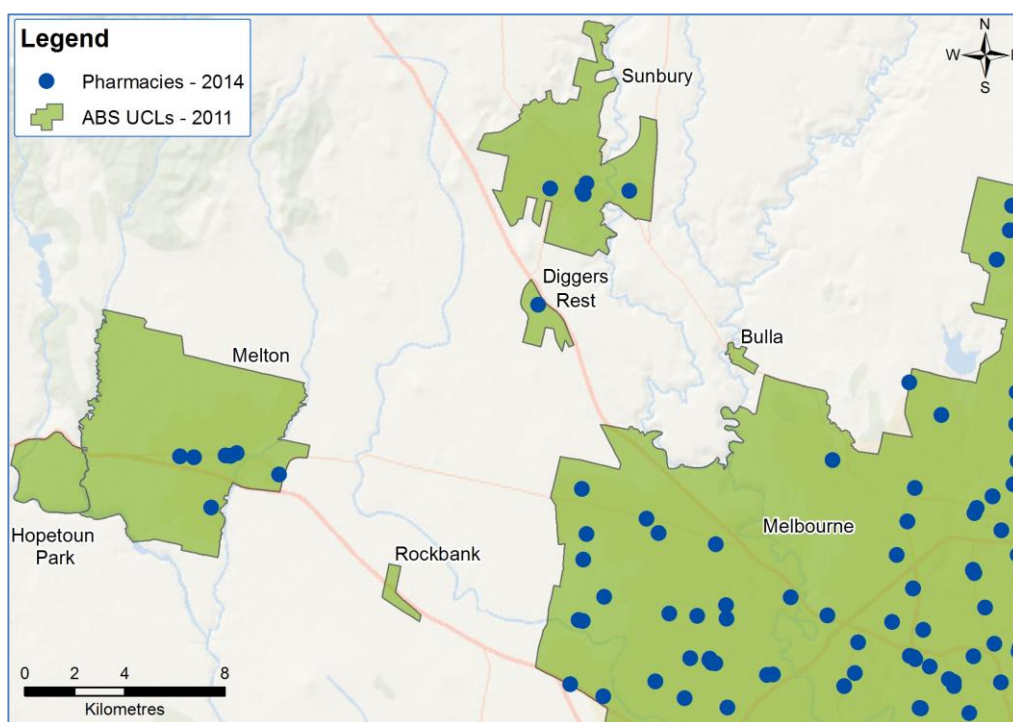 Legend
Pharmacies - 2014
ABS UCLs - 2011
N
W
E
S
Sunbury
Diggers
Rest
Bulla
Melton
Melbourne
Hopetoun
Park
Rockbank
0 4 8
Kilometres